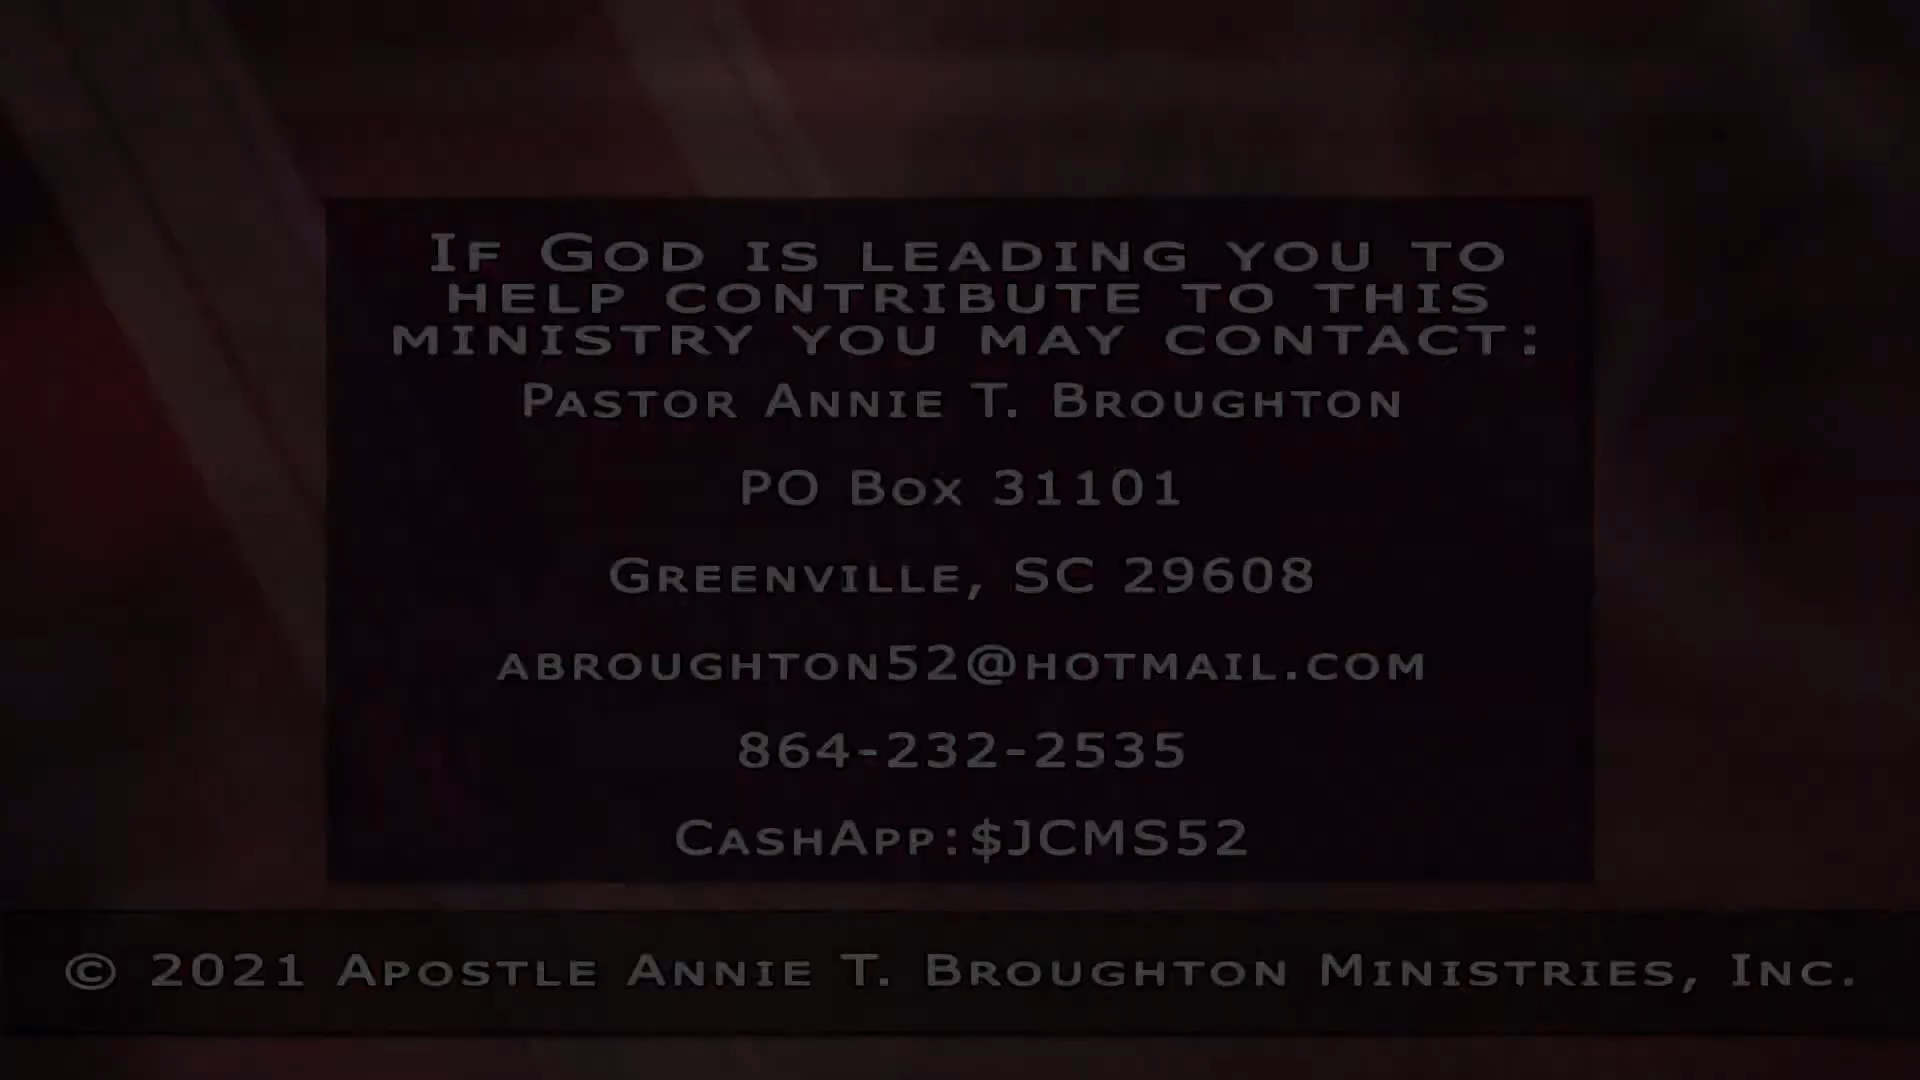 If God is leading you to
help contribute to this
ministry you may contact:
Pastor Annie T. Broughton
PO Box 31101
Greenville, SC 29608
abroughton52@hotmail.com
864-232-2535
CashApp:$JCMS52
© 2021 Apostle Annie T. Broughton Ministries, Inc.